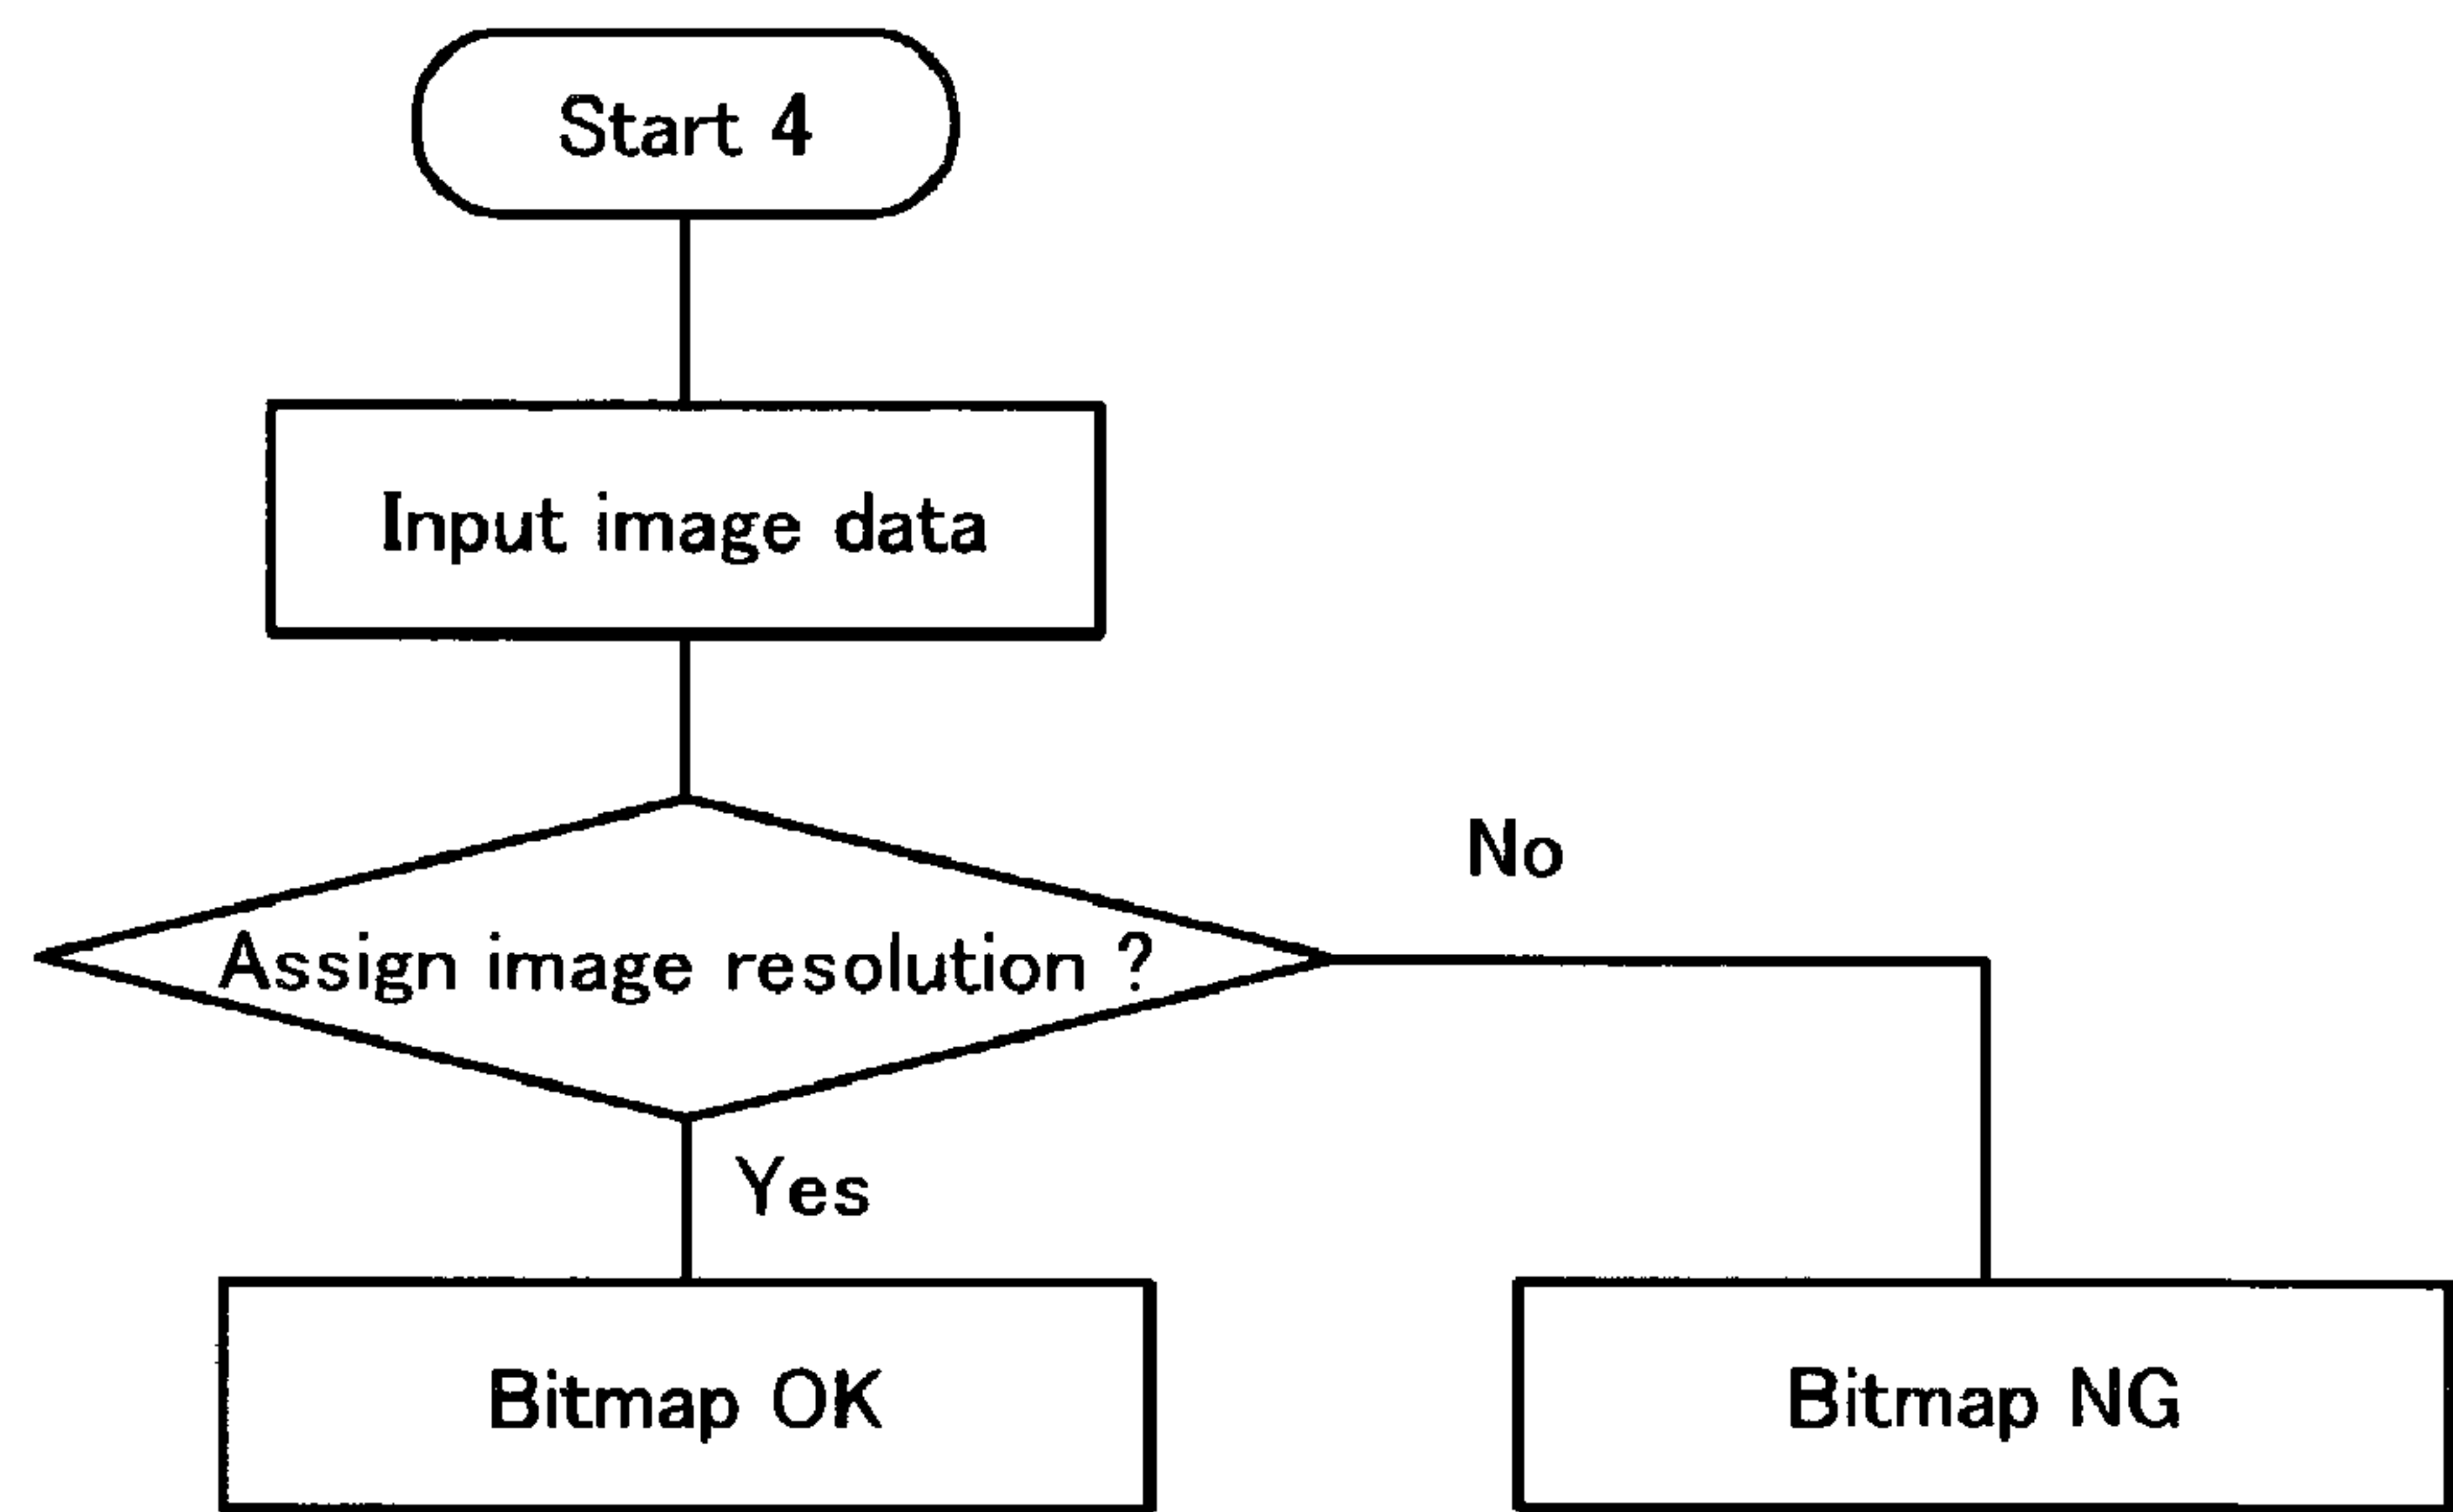 Start 4
Input image data
No
Assign image resolution ?
Yes
Bitmap OK
Bitmap NG